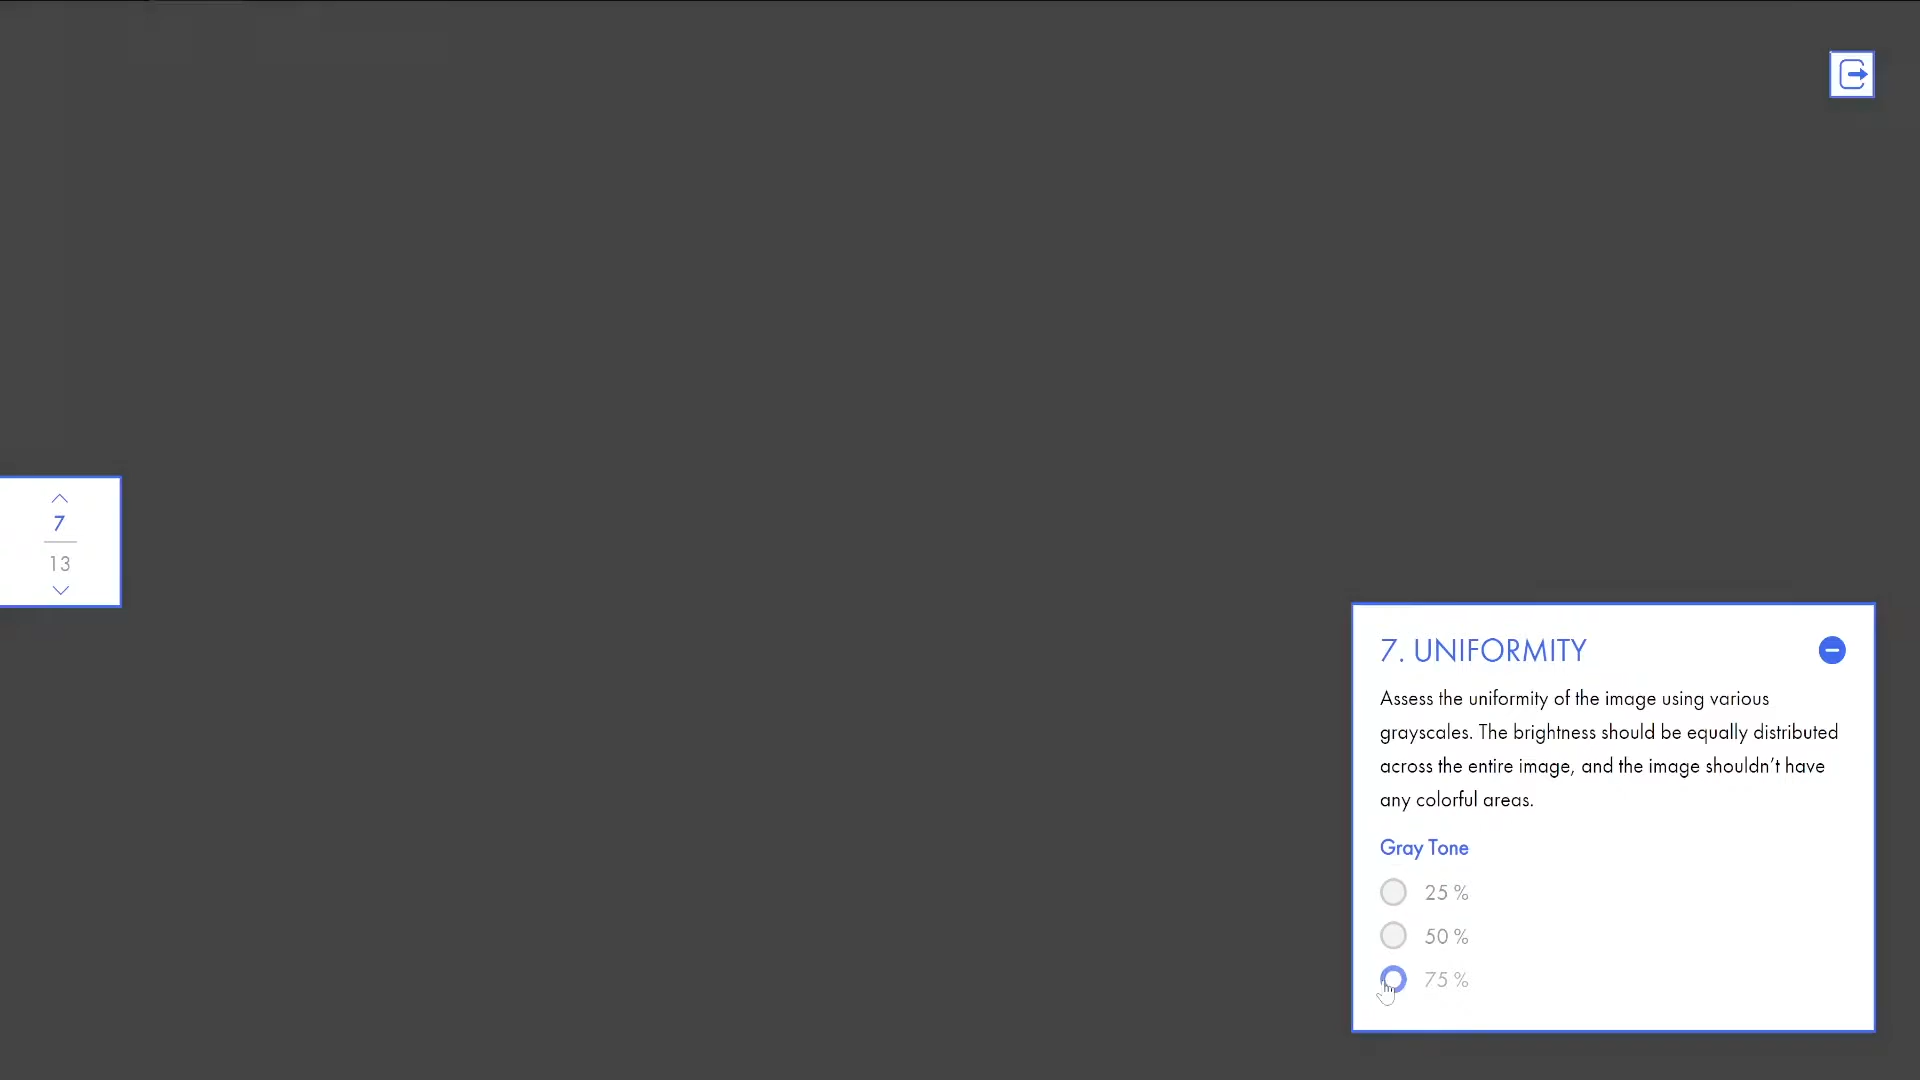 7
13
7. UNIFORMITY
Assess the uniformity of the image using various
grayscales. The brightness should be equally distributed
across the entire image, and the image shouldn’t have
any colorful areas.
Gray Tone
25 %
50 %
75 %